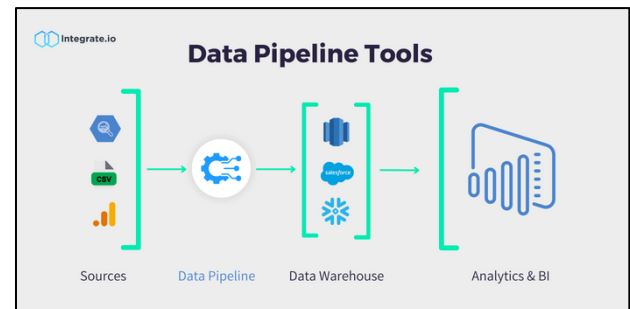 Integrate.io
Data Pipeline Tools
CSV
salesforce
Sources
Data Pipeline
Data Warehouse
Analytics & BI